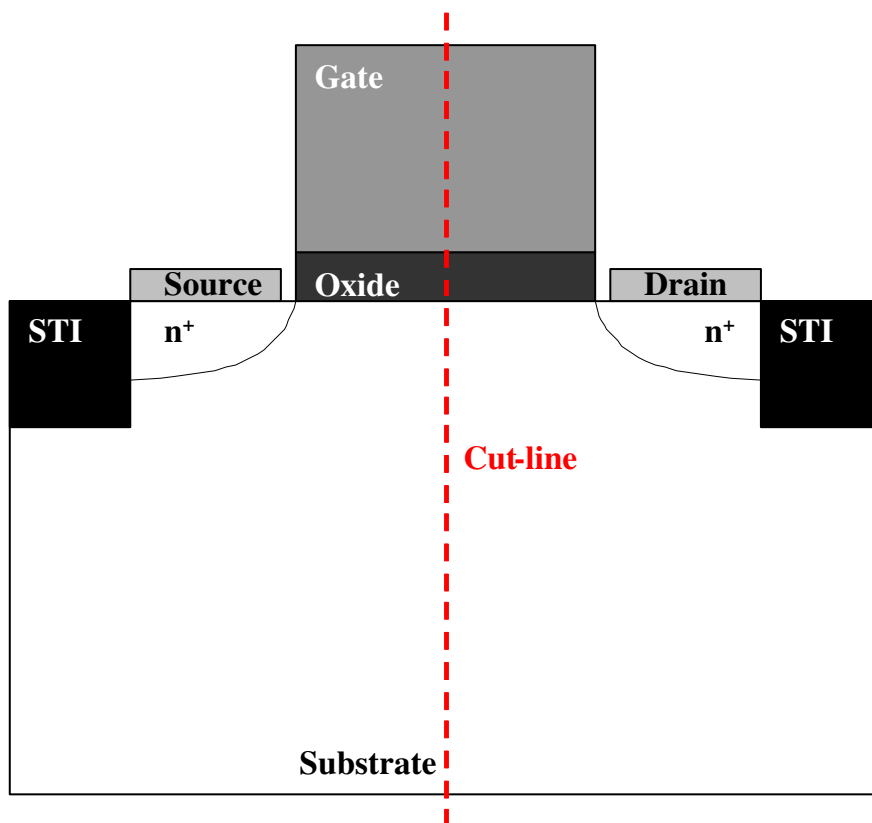 Gate
Source
Oxide
Drain
STI
n⁺
n⁺
STI
Cut-line
Substrate